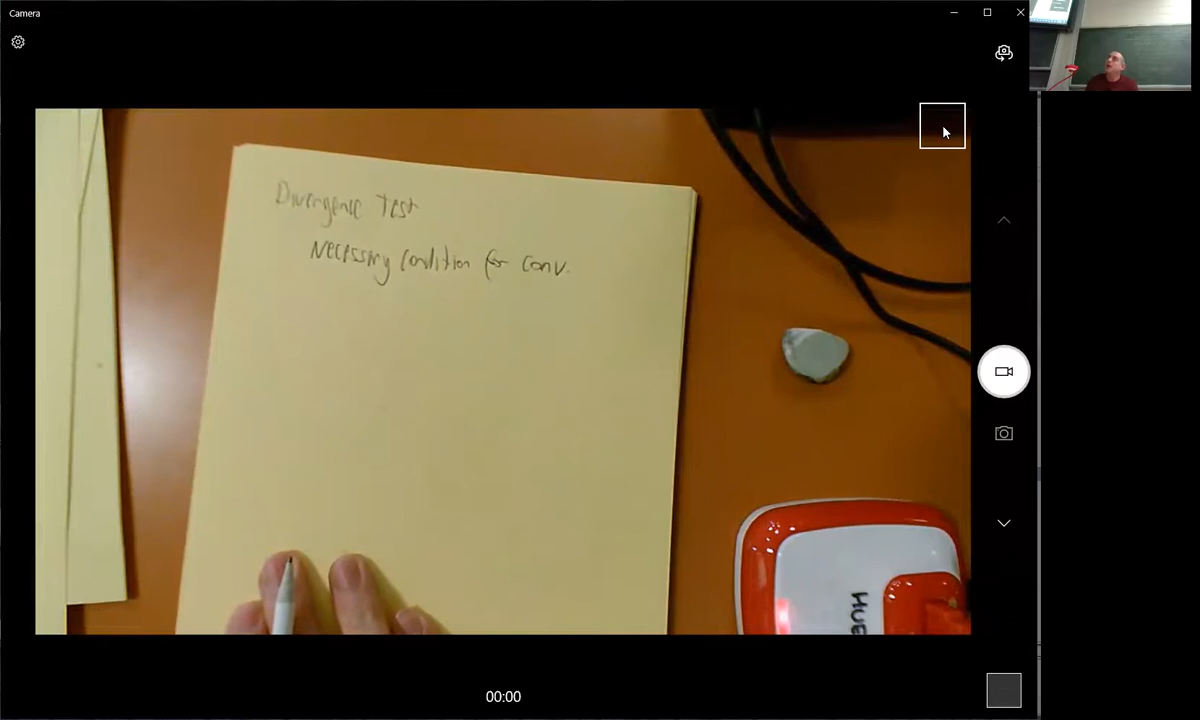 Camera
Divergence Test
Necessary Condition for conv.
HUE
00:00